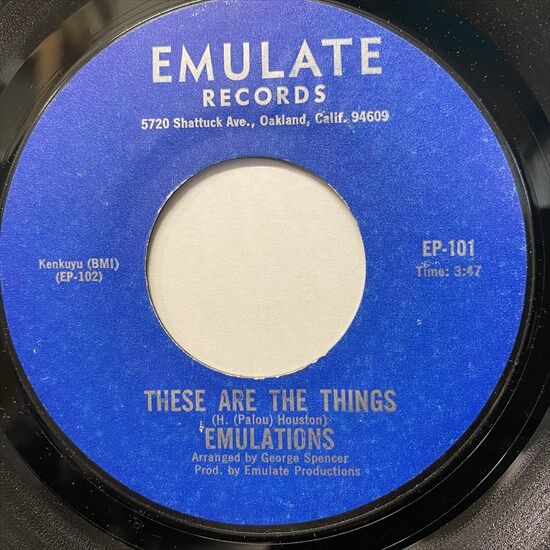 EMULATE
RECORDS
5720 Shattuck Ave., Oakland, Calif. 94609
Kenkuyu (BMI)
(EP-102)
EP-101
Time: 3:47
THESE ARE THE THINGS
(H. (Palou) Houston)
EMULATIONS
Arranged by George Spencer
Prod. by Emulate Productions